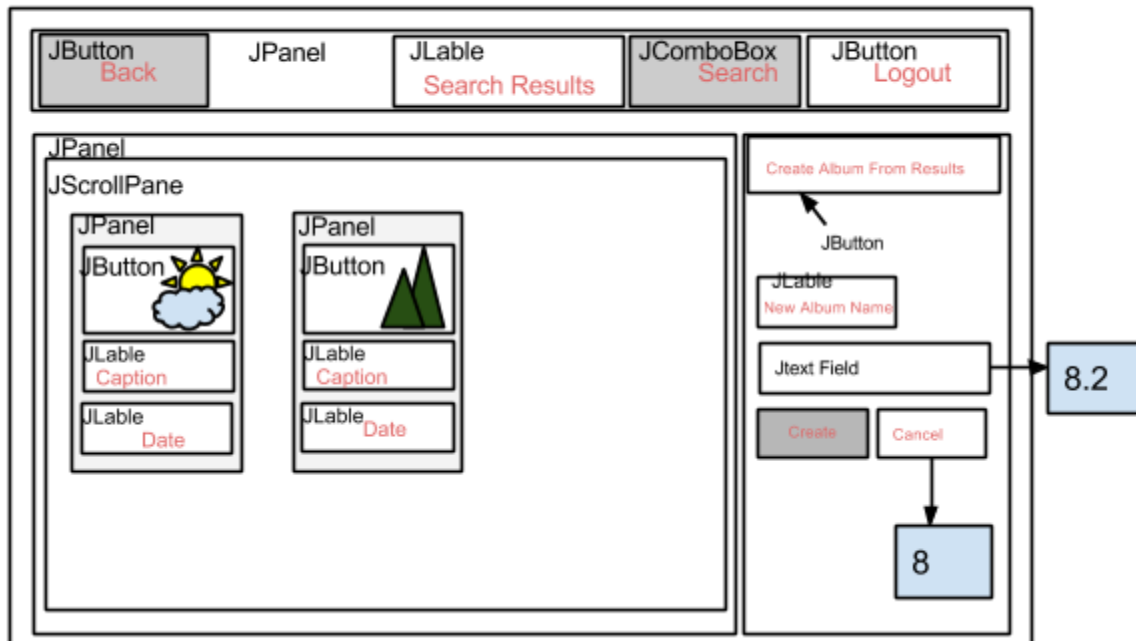 JButton
Back
JPanel
JLable
Search Results
JComboBox
Search
JButton
Logout
JPanel
JScrollPane
JPanel
JButton
JLable
Caption
JLable
Date
JPanel
JButton
JLable
Caption
JLable
Date
Create Album From Results
JButton
JLable
New Album Name
Jtext Field
8.2
Create
Cancel
8